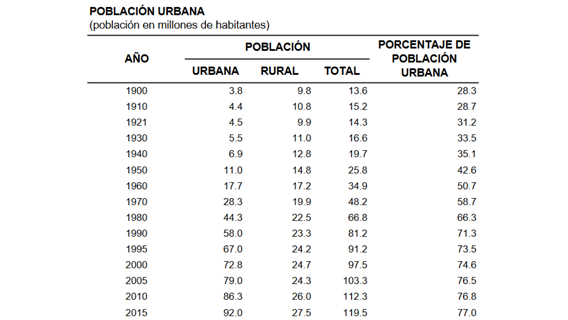 POBLACIÓN URBANA
(población en millones de habitantes)
AÑO POBLACIÓN PORCENTAJE DE POBLACIÓN URBANA
URBANA RURAL TOTAL
1900 3.8 9.8 13.6 28.3
1910 4.4 10.8 15.2 28.7
1921 4.5 9.9 14.3 31.2
1930 5.5 11.0 16.6 33.5
1940 6.9 12.8 19.7 35.1
1950 11.0 14.8 25.8 42.6
1960 17.7 17.2 34.9 50.7
1970 28.3 19.9 48.2 58.7
1980 44.3 22.5 66.8 66.3
1990 58.0 23.3 81.2 71.3
1995 67.0 24.2 91.2 73.5
2000 72.8 24.7 97.5 74.6
2005 79.0 24.3 103.3 76.5
2010 86.3 26.0 112.3 76.8
2015 92.0 27.5 119.5 77.0